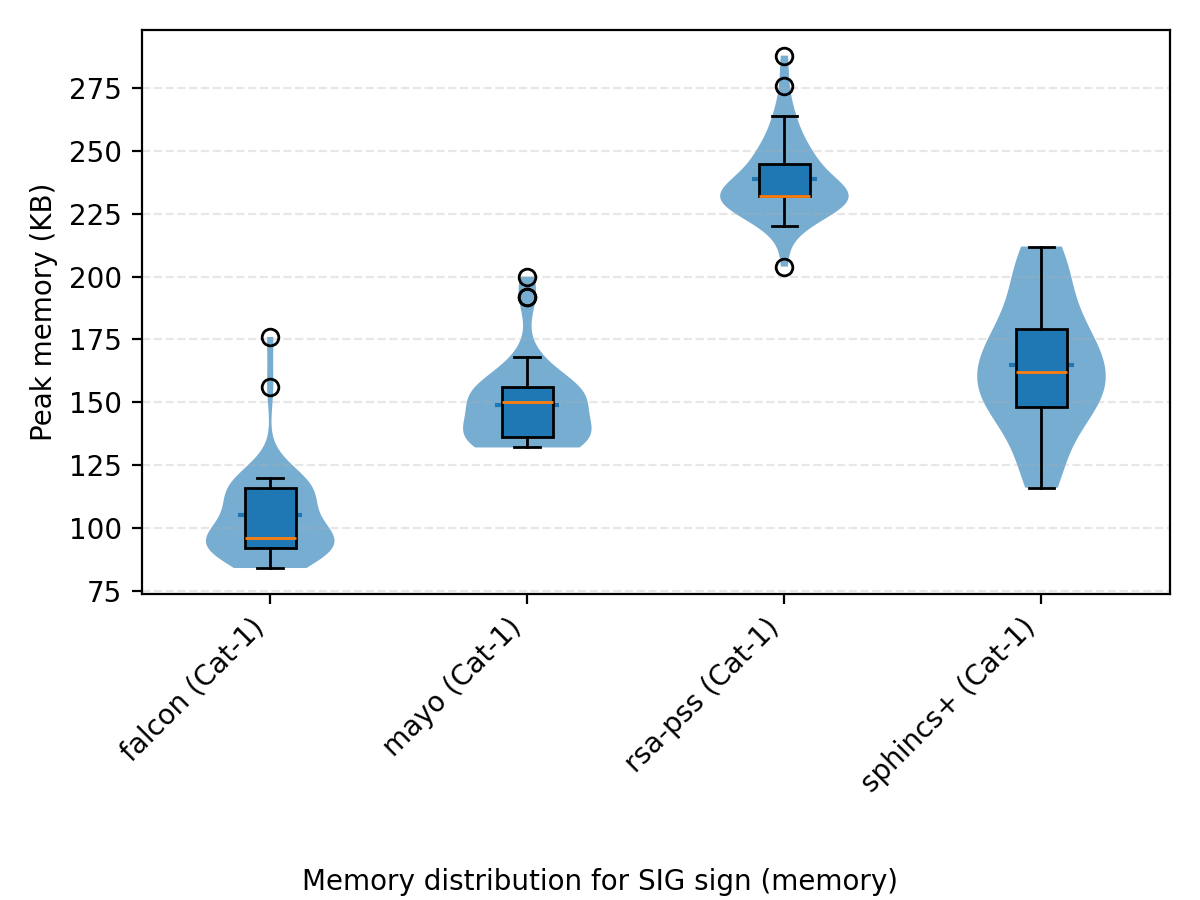 275
250
225
200
175
150
125
100
75
Peak memory (KB)
falcon (Cat-1)
mayo (Cat-1)
rsa-pss (Cat-1)
sphincs+ (Cat-1)
Memory distribution for SIG sign (memory)